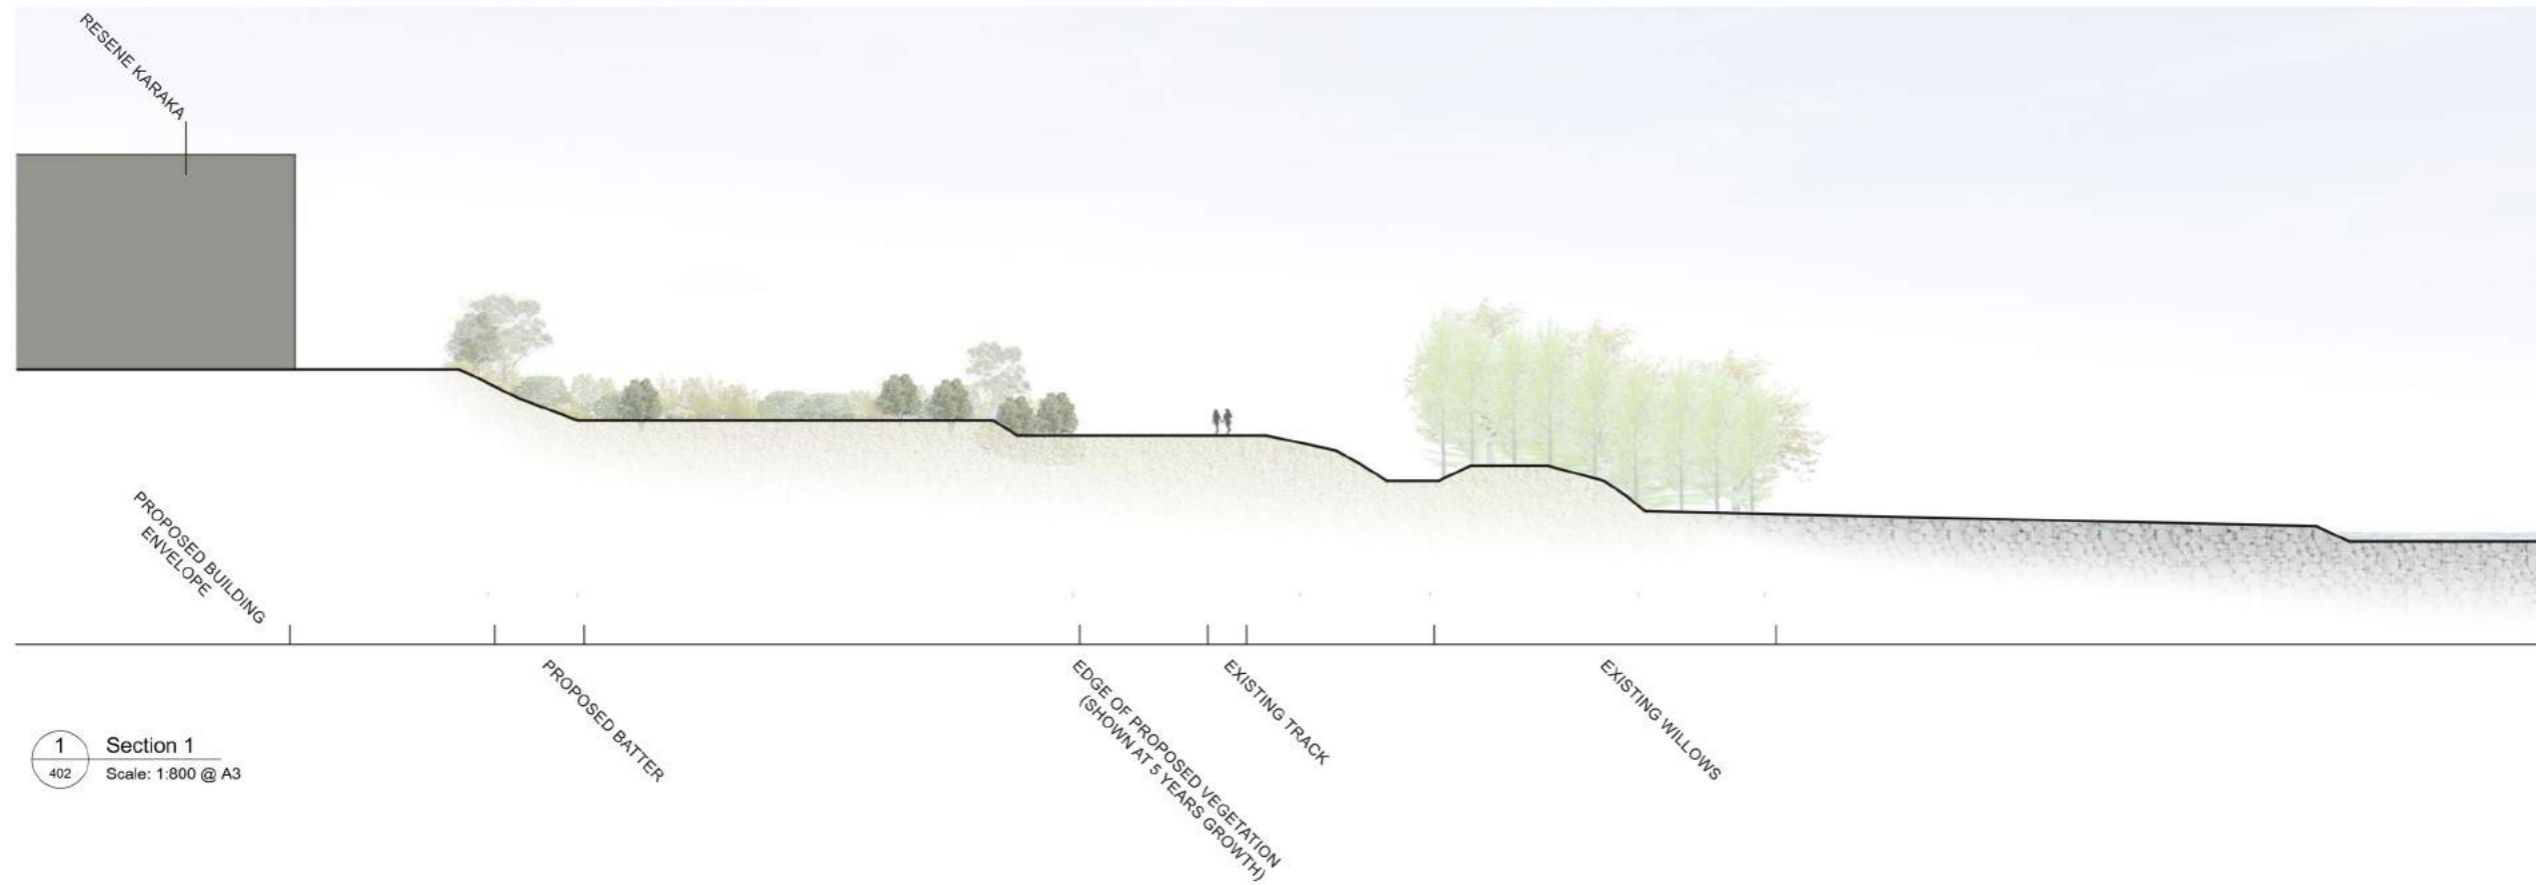 RESENE KARAKA
PROPOSED BUILDING
ENVELOPE
PROPOSED BATTER
EDGE OF PROPOSED VEGETATION
(SHOWN AT 5 YEARS GROWTH)
EXISTING TRACK
EXISTING WILLOWS
1
402
Section 1
Scale: 1:800 @ A3